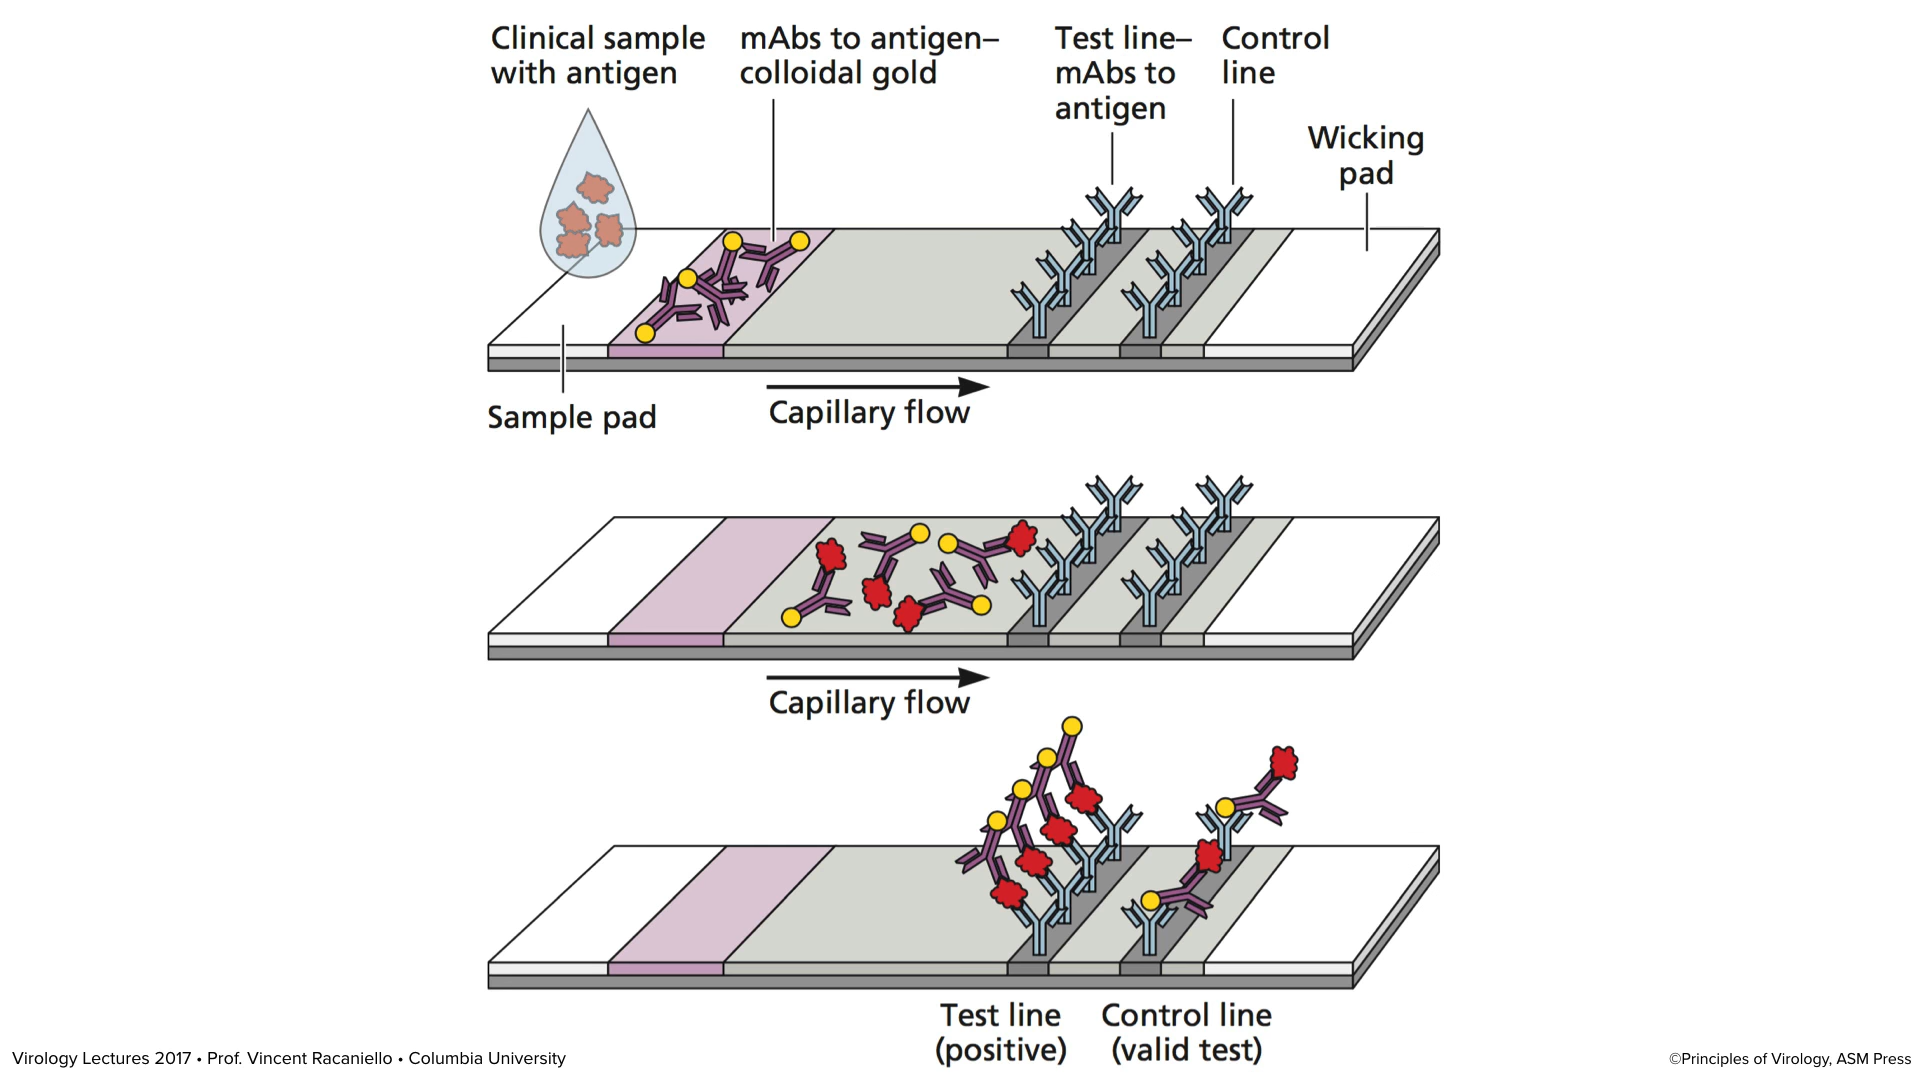 Clinical sample
with antigen
mAbs to antigen–
colloidal gold
Test line–
mAbs to
antigen
Control
line
Wicking
pad
Sample pad
Capillary flow
Capillary flow
Test line
(positive)
Control line
(valid test)
Virology Lectures 2017 • Prof. Vincent Racaniello • Columbia University
©Principles of Virology, ASM Press